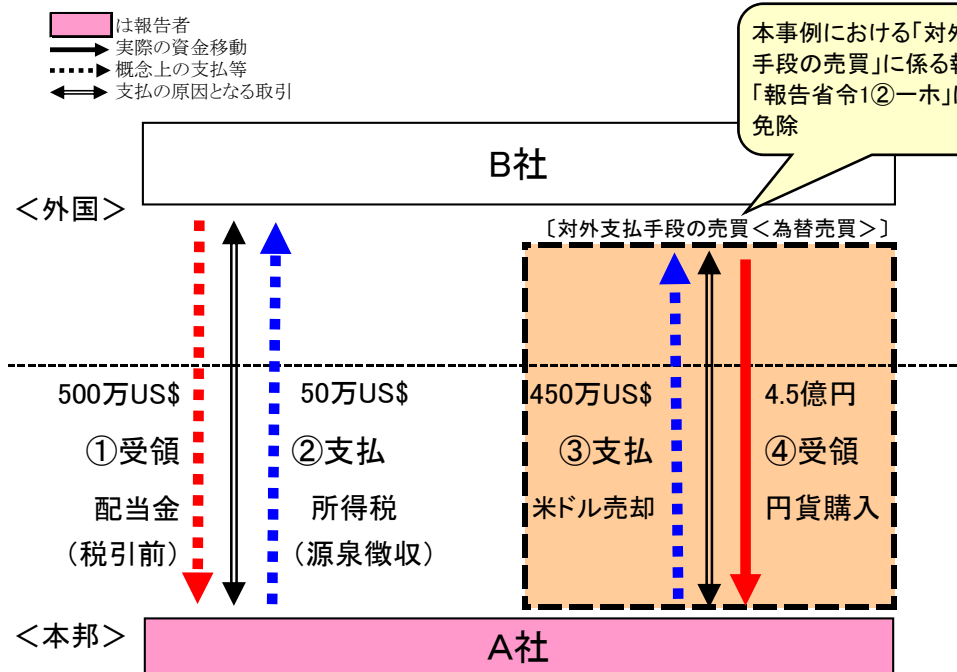 は報告者
実際の資金移動
概念上の支払等
支払の原因となる取引
本事例における「対外
手段の売買」に係る
「報告省令1②一ホ」
免除
B社
＜外国＞
〔対外支払手段の売買＜為替売買＞〕
500万US$
50万US$
450万US$
4.5億円
①受領
②支払
③支払
④受領
配当金
所得税
米ドル売却
円貨購入
（税引前）
（源泉徴収）
＜本邦＞
A社